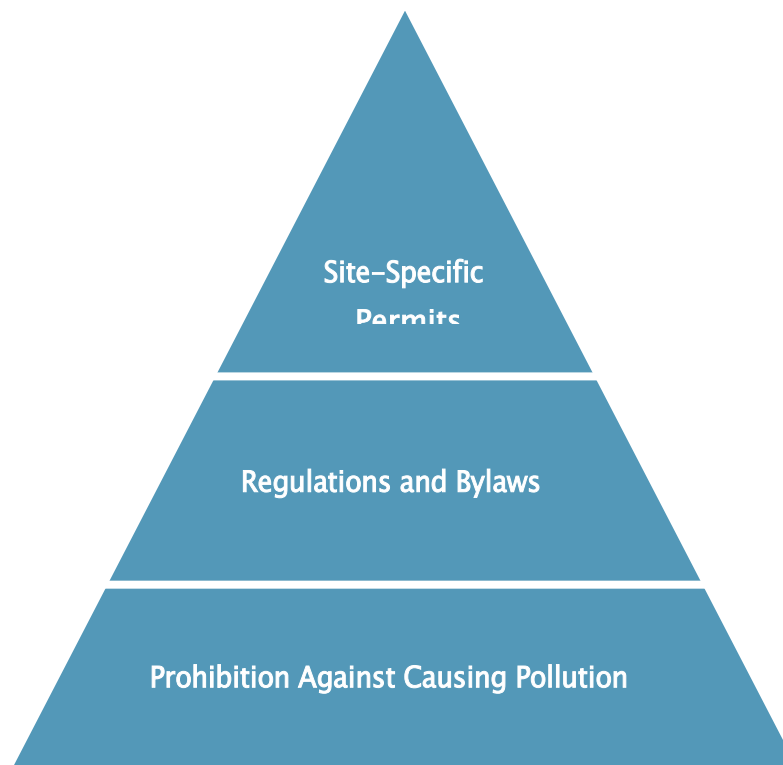 Site-Specific
Permits
Regulations and Bylaws
Prohibition Against Causing Pollution